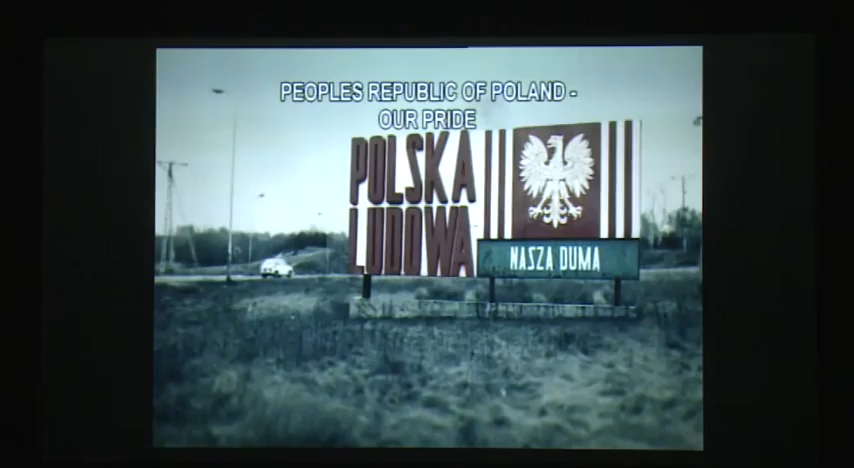 PEOPLES REPUBLIC OF POLAND -
OUR PRIDE
POLSKA
LUDOWA
NASZA DUMA